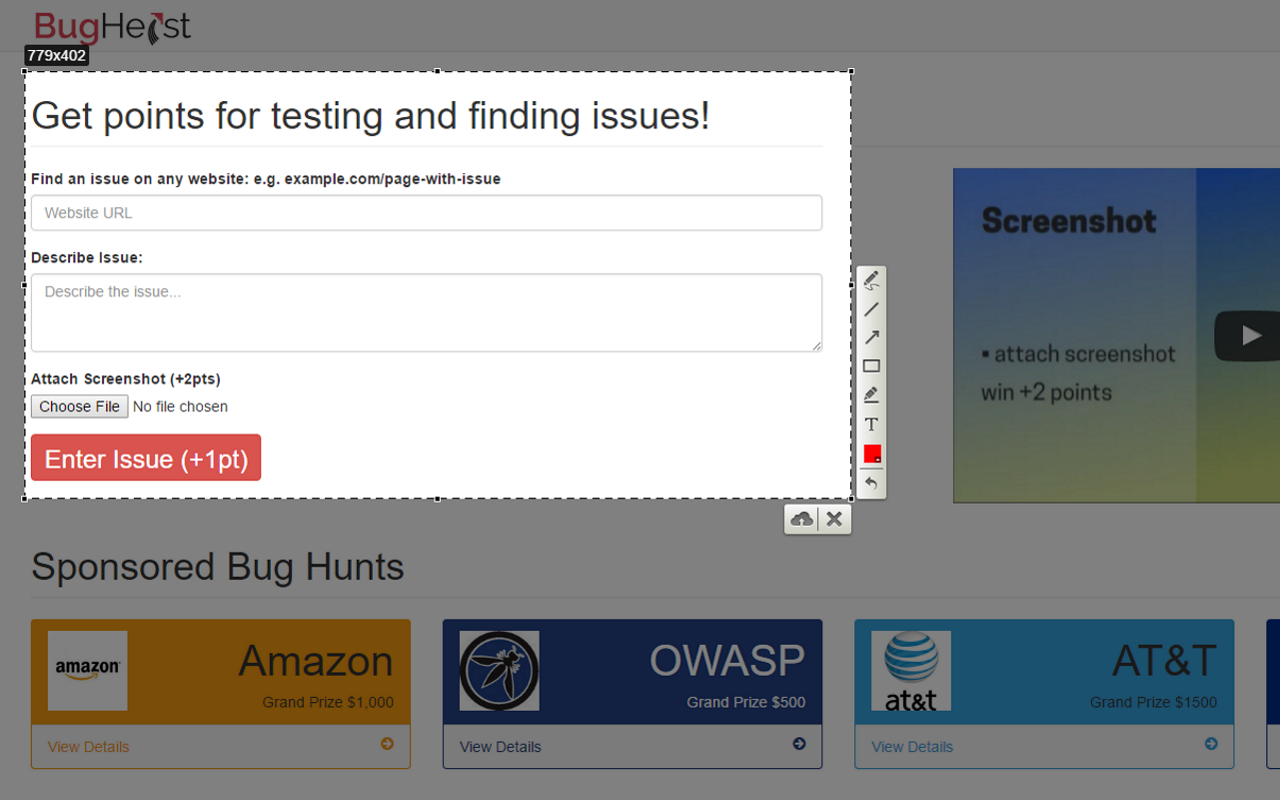 BugHeist
779x402
Get points for testing and finding issues!
Find an issue on any website: e.g. example.com/page-with-issue
Website URL
Describe Issue:
Describe the issue...
Attach Screenshot (+2pts)
Choose File No file chosen
Enter Issue (+1pt)
Screenshot
▪ attach screenshot
win +2 points
T
Sponsored Bug Hunts
amazon
Amazon
Grand Prize $1,000
View Details
OWASP
Grand Prize $500
View Details
at&t
AT&T
Grand Prize $1500
View Details